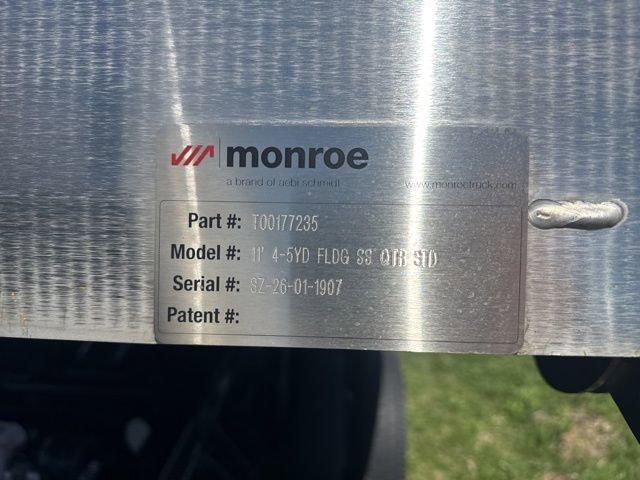 monroe
a brand of aebi schmidt
www.monroetruck.com
Part #: T00177235
Model #: 11' 4-5YD FLDG SS QTR STD
Serial #: SZ-26-01-1907
Patent #: